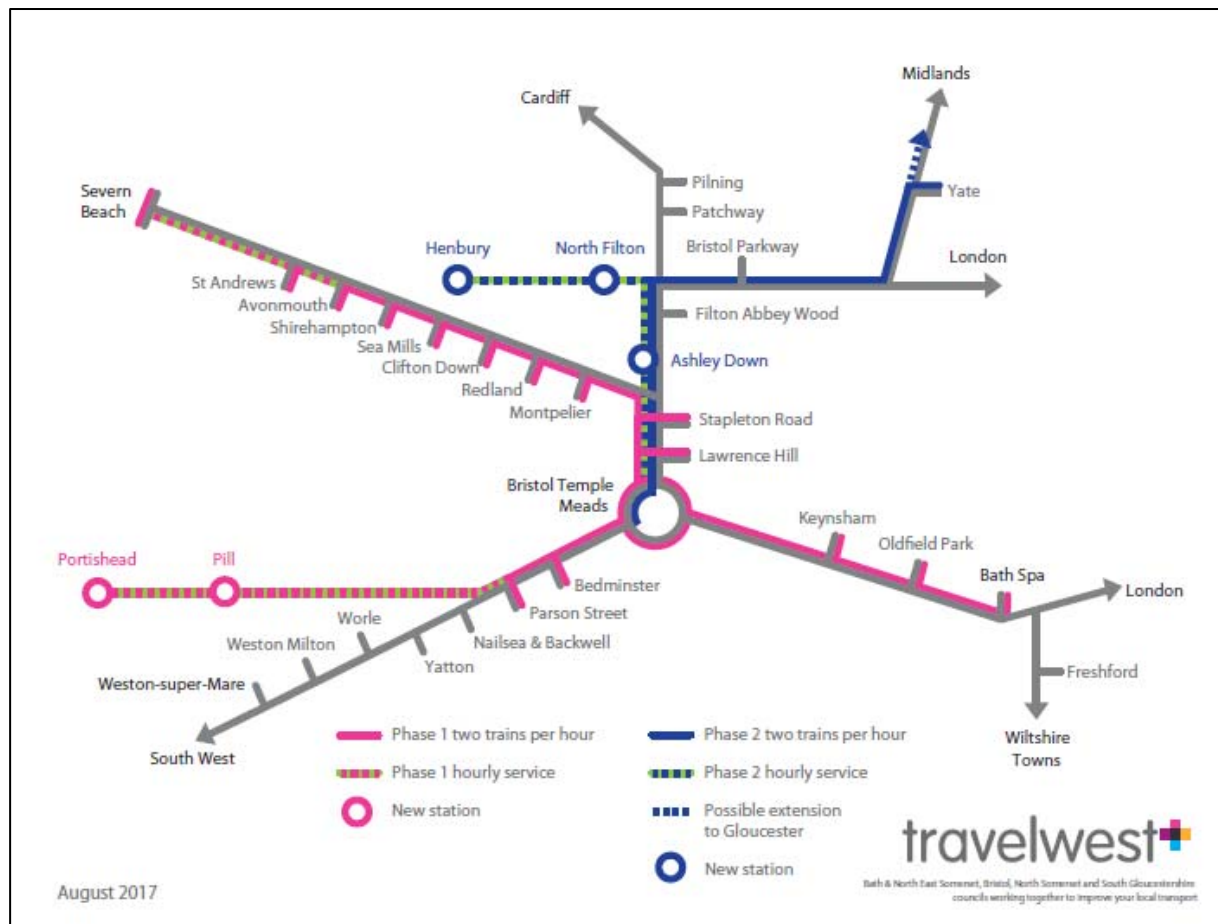 Midlands
Cardiff
Pilning
Severn
Beach
Yate
Patchway
Henbury
North Filton
Bristol Parkway
London
St Andrews
Avonmouth
Filton Abbey Wood
Shirehampton
Sea Mills
Clifton Down
Ashley Down
Redland
Montpelier
Stapleton Road
Lawrence Hill
Bristol Temple
Meads
Keynsham
Oldfield Park
Portishead
Pill
Bath Spa
Bedminster
London
Parson Street
Worle
Nailsea & Backwell
Weston Milton
Yatton
Freshford
Weston-super-Mare
South West
Phase 1 two trains per hour
Phase 2 two trains per hour
Wiltshire
Towns
Phase 1 hourly service
Phase 2 hourly service
New station
Possible extension
to Gloucester
New station
travelwest
August 2017
Bath & North East Somerset, Bristol, North Somerset and South Gloucestershire
councils working together to improve your local transport